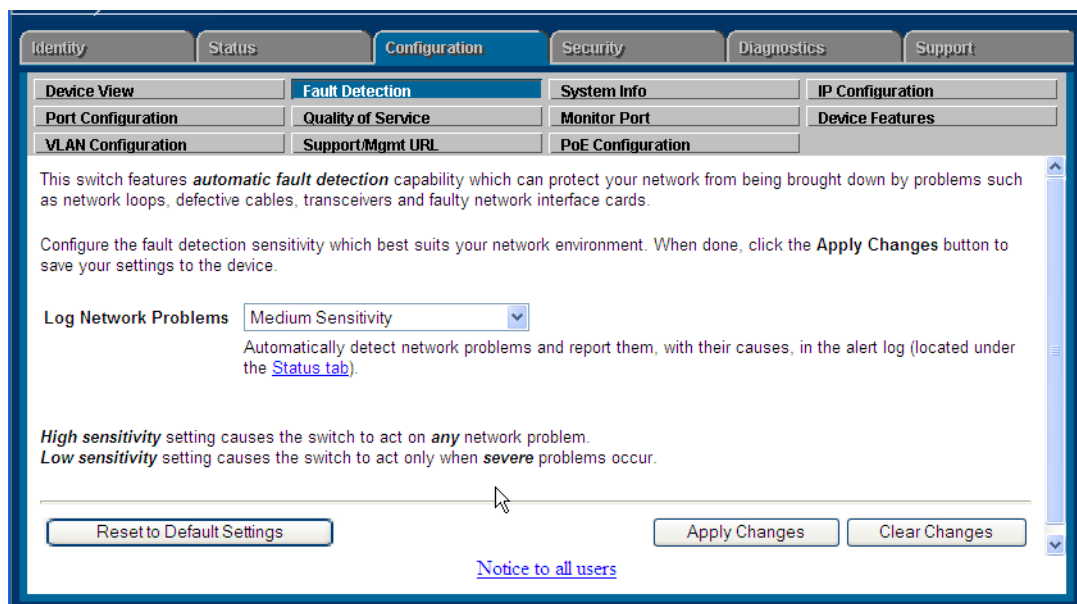 Identity Status Configuration Security Diagnostics Support
Device View Fault Detection System Info IP Configuration
Port Configuration Quality of Service Monitor Port Device Features
VLAN Configuration Support/Mgmt URL PoE Configuration
This switch features automatic fault detection capability which can protect your network from being brought down by problems such
as network loops, defective cables, transceivers and faulty network interface cards.
Configure the fault detection sensitivity which best suits your network environment. When done, click the Apply Changes button to
save your settings to the device.
Log Network Problems Medium Sensitivity
Automatically detect network problems and report them, with their causes, in the alert log (located under
the Status tab).
High sensitivity setting causes the switch to act on any network problem.
Low sensitivity setting causes the switch to act only when severe problems occur.
Reset to Default Settings Apply Changes Clear Changes
Notice to all users